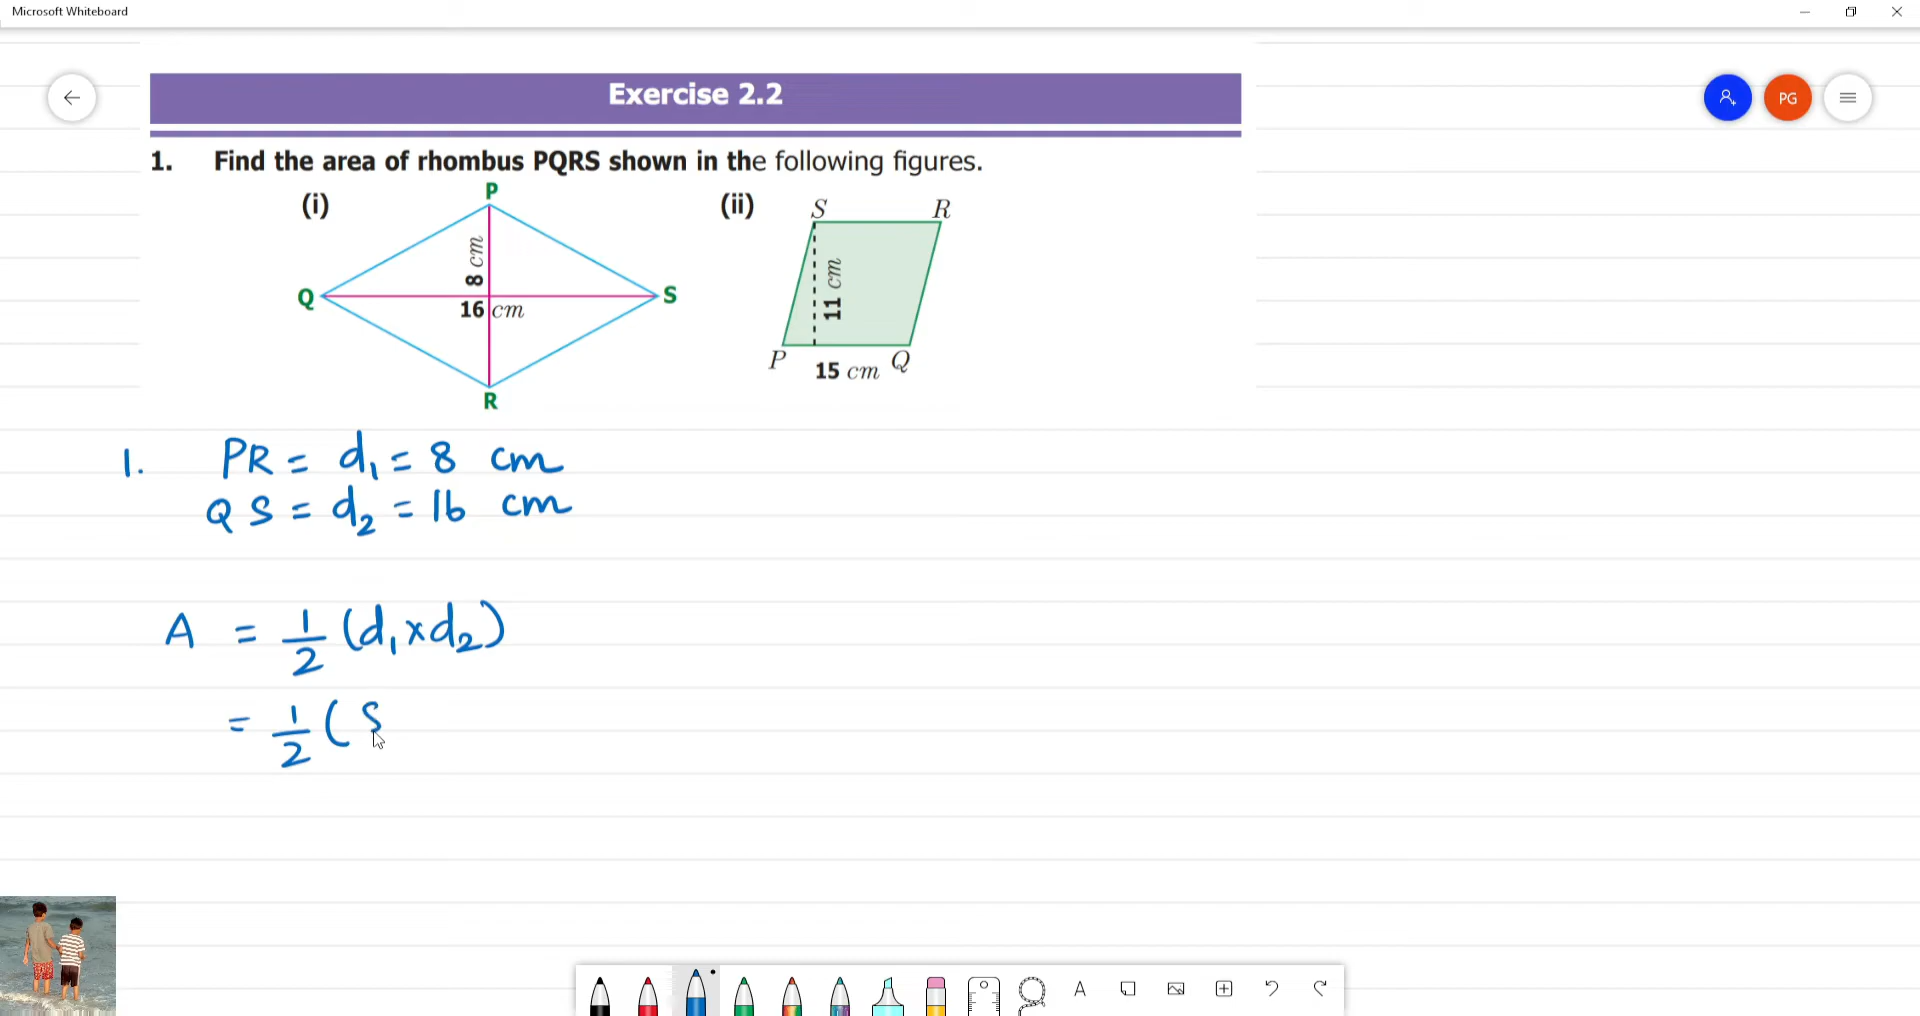 Microsoft Whiteboard
PG
Exercise 2.2
1. Find the area of rhombus PQRS shown in the following figures.
(i)
P
8 cm
Q
S
16 cm
R
(ii)
S R
11 cm
P Q
15 cm
1. PR = d₁ = 8 cm
QS = d₂ = 16 cm
A = 1/2 (d₁ x d₂)
= 1/2 (
A